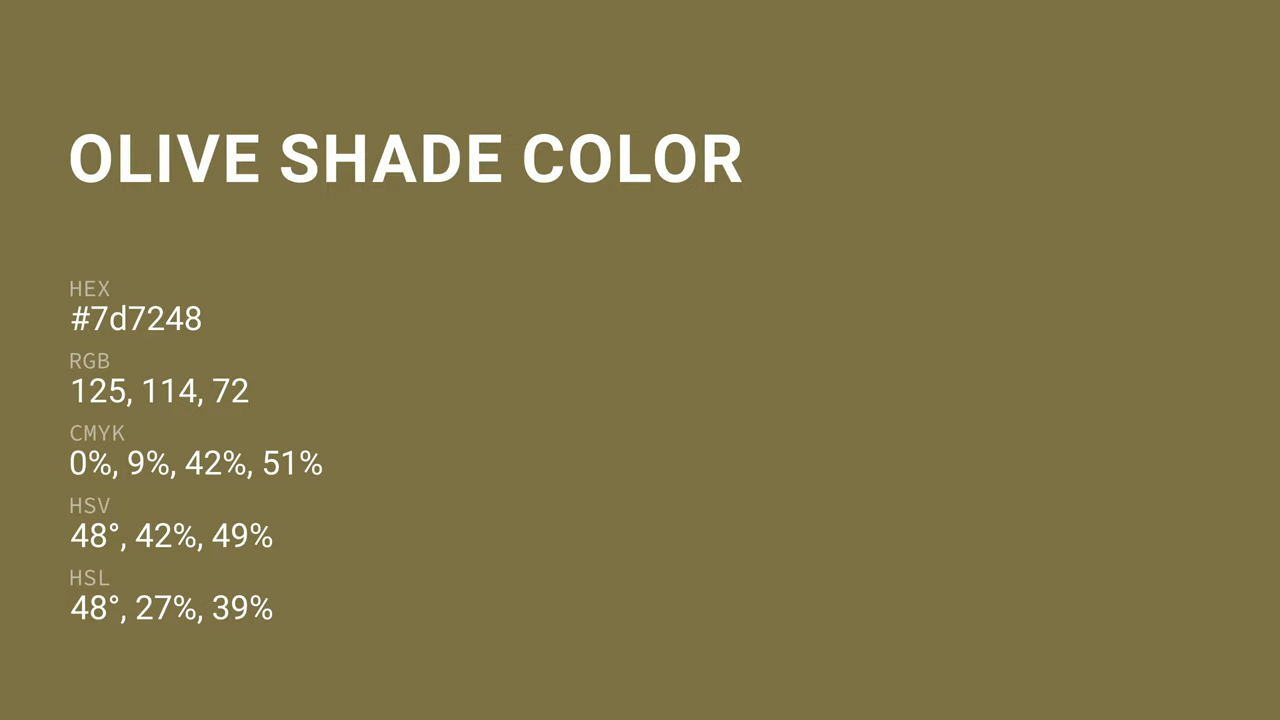 OLIVE SHADE COLOR
HEX
#7d7248
RGB
125, 114, 72
CMYK
0%, 9%, 42%, 51%
HSV
48°, 42%, 49%
HSL
48°, 27%, 39%